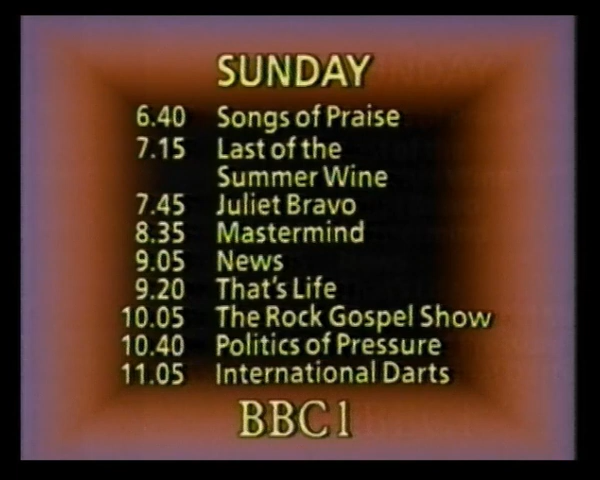 SUNDAY
6.40 Songs of Praise
7.15 Last of the
Summer Wine
7.45 Juliet Bravo
8.35 Mastermind
9.05 News
9.20 That's Life
10.05 The Rock Gospel Show
10.40 Politics of Pressure
11.05 International Darts
BBC1